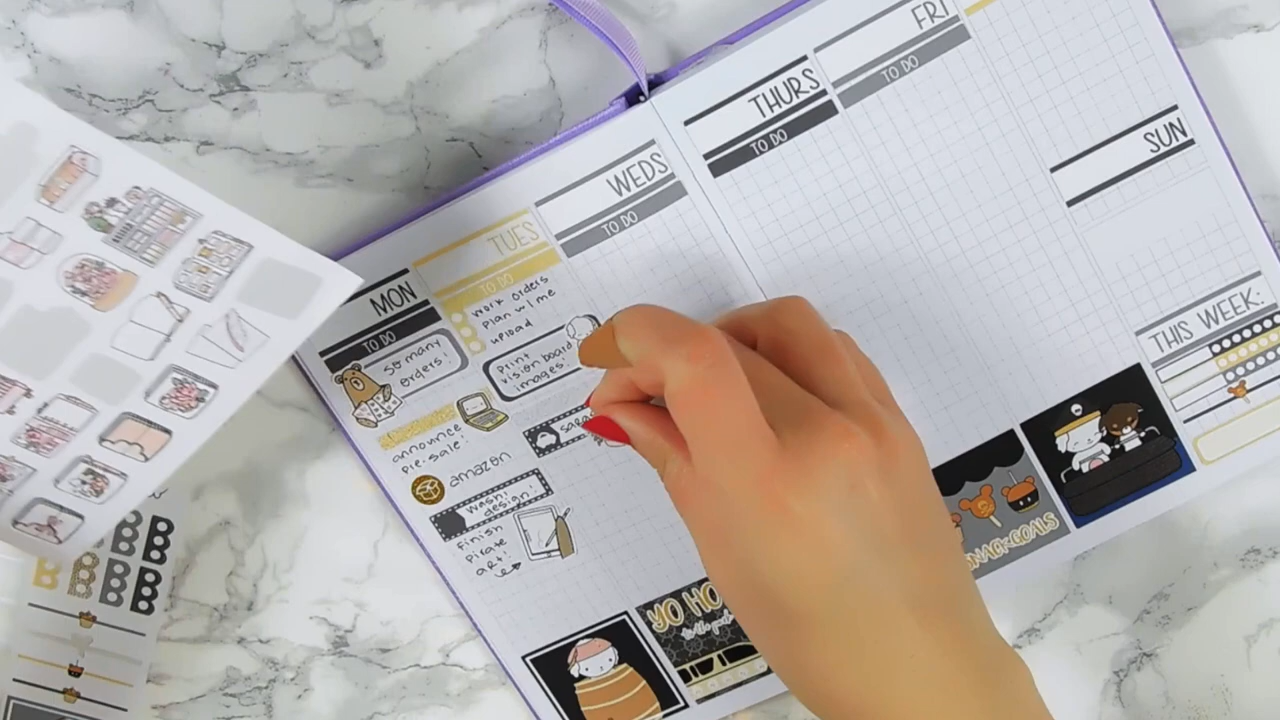 MON
TO DO
so many
orders!
announce
pre-sale!
amazon
washi
design!
finish
pirate
art!
TUES
TO DO
work orders
plan w/ me
upload
print
vision board
images!
WEDS
TO DO
YO HO
THURS
TO DO
FRI
TO DO
SNACK GOALS
SUN
THIS WEEK: